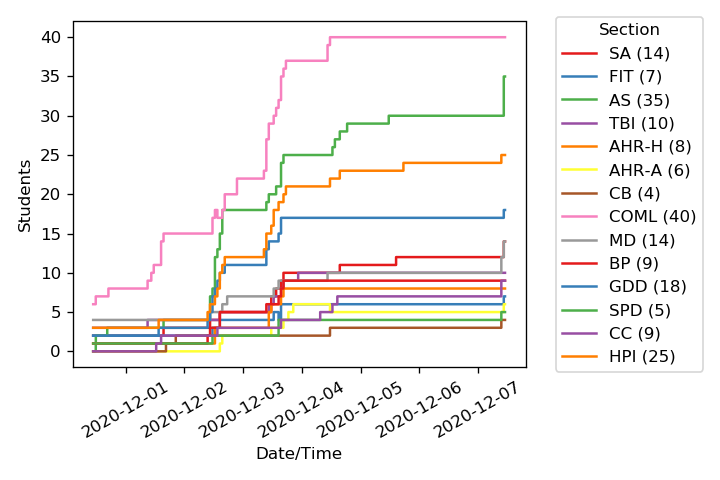 Section
SA (14)
FIT (7)
AS (35)
TBI (10)
AHR-H (8)
AHR-A (6)
CB (4)
COML (40)
MD (14)
BP (9)
GDD (18)
SPD (5)
CC (9)
HPI (25)
Students
40
35
30
25
20
15
10
5
0
2020-12-01
2020-12-02
2020-12-03
2020-12-04
2020-12-05
2020-12-06
2020-12-07
Date/Time